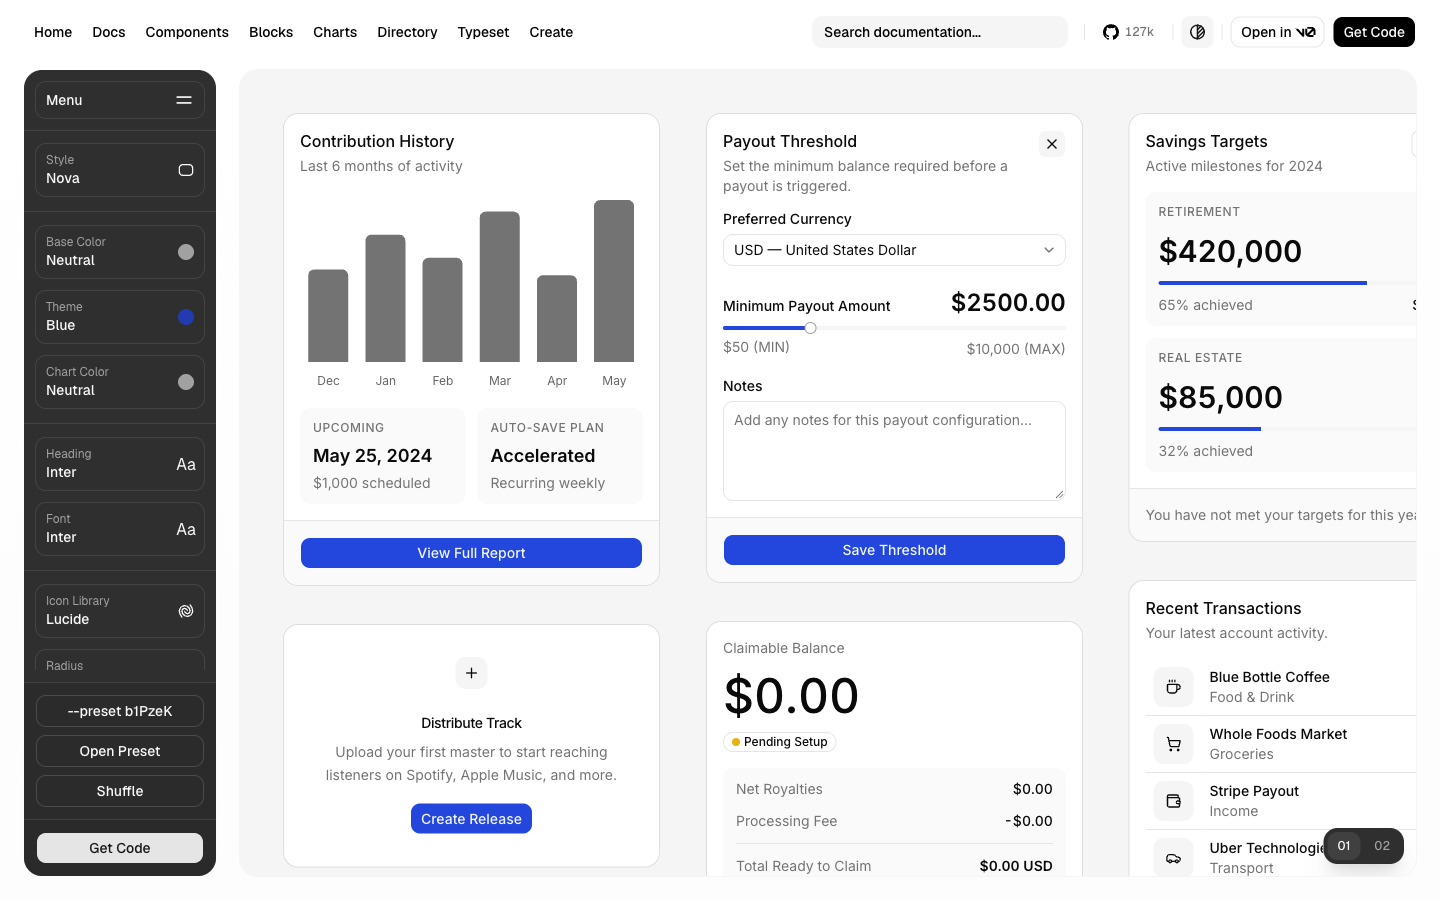 Home Docs Components Blocks Charts Directory Typeset Create
Search documentation...
127k
Open in v0
Get Code
Menu
Style
Nova
Base Color
Neutral
Theme
Blue
Chart Color
Neutral
Heading
Inter
Aa
Font
Inter
Aa
Icon Library
Lucide
Radius
--preset b1PzeK
Open Preset
Shuffle
Get Code
Contribution History
Last 6 months of activity
Dec Jan Feb Mar Apr May
UPCOMING
May 25, 2024
$1,000 scheduled
AUTO-SAVE PLAN
Accelerated
Recurring weekly
View Full Report
Distribute Track
Upload your first master to start reaching
listeners on Spotify, Apple Music, and more.
Create Release
Payout Threshold
Set the minimum balance required before a
payout is triggered.
Preferred Currency
USD — United States Dollar
Minimum Payout Amount
$2500.00
$50 (MIN)
$10,000 (MAX)
Notes
Add any notes for this payout configuration...
Save Threshold
Claimable Balance
$0.00
Pending Setup
Net Royalties
$0.00
Processing Fee
-$0.00
Total Ready to Claim
$0.00 USD
Savings Targets
Active milestones for 2024
RETIREMENT
$420,000
65% achieved
REAL ESTATE
$85,000
32% achieved
You have not met your targets for this
Recent Transactions
Your latest account activity.
Blue Bottle Coffee
Food & Drink
Whole Foods Market
Groceries
Stripe Payout
Income
Uber
Transport
01 02